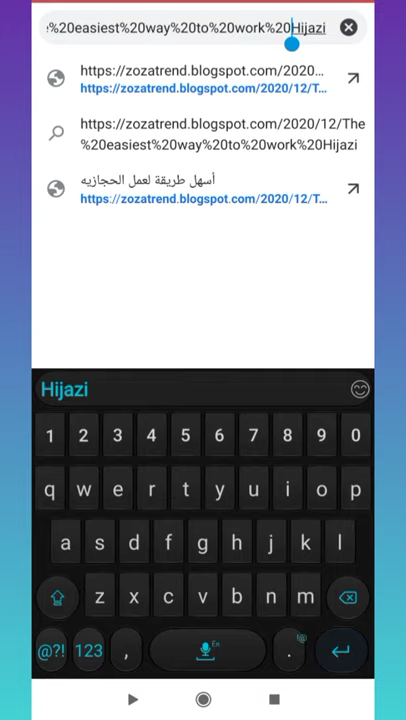 :%20easiest%20way%20to%20work%20Hijazi
https://zozatrend.blogspot.com/2020...
https://zozatrend.blogspot.com/2020/12/T...
https://zozatrend.blogspot.com/2020/12/The
%20easiest%20way%20to%20work%20Hijazi
أسهل طريقة لعمل الحجازيه
https://zozatrend.blogspot.com/2020/12/T...
Hijazi
1 2 3 4 5 6 7 8 9 0
q w e r t y u i o p
a s d f g h j k l
z x c v b n m
@?! 123 , En . !@